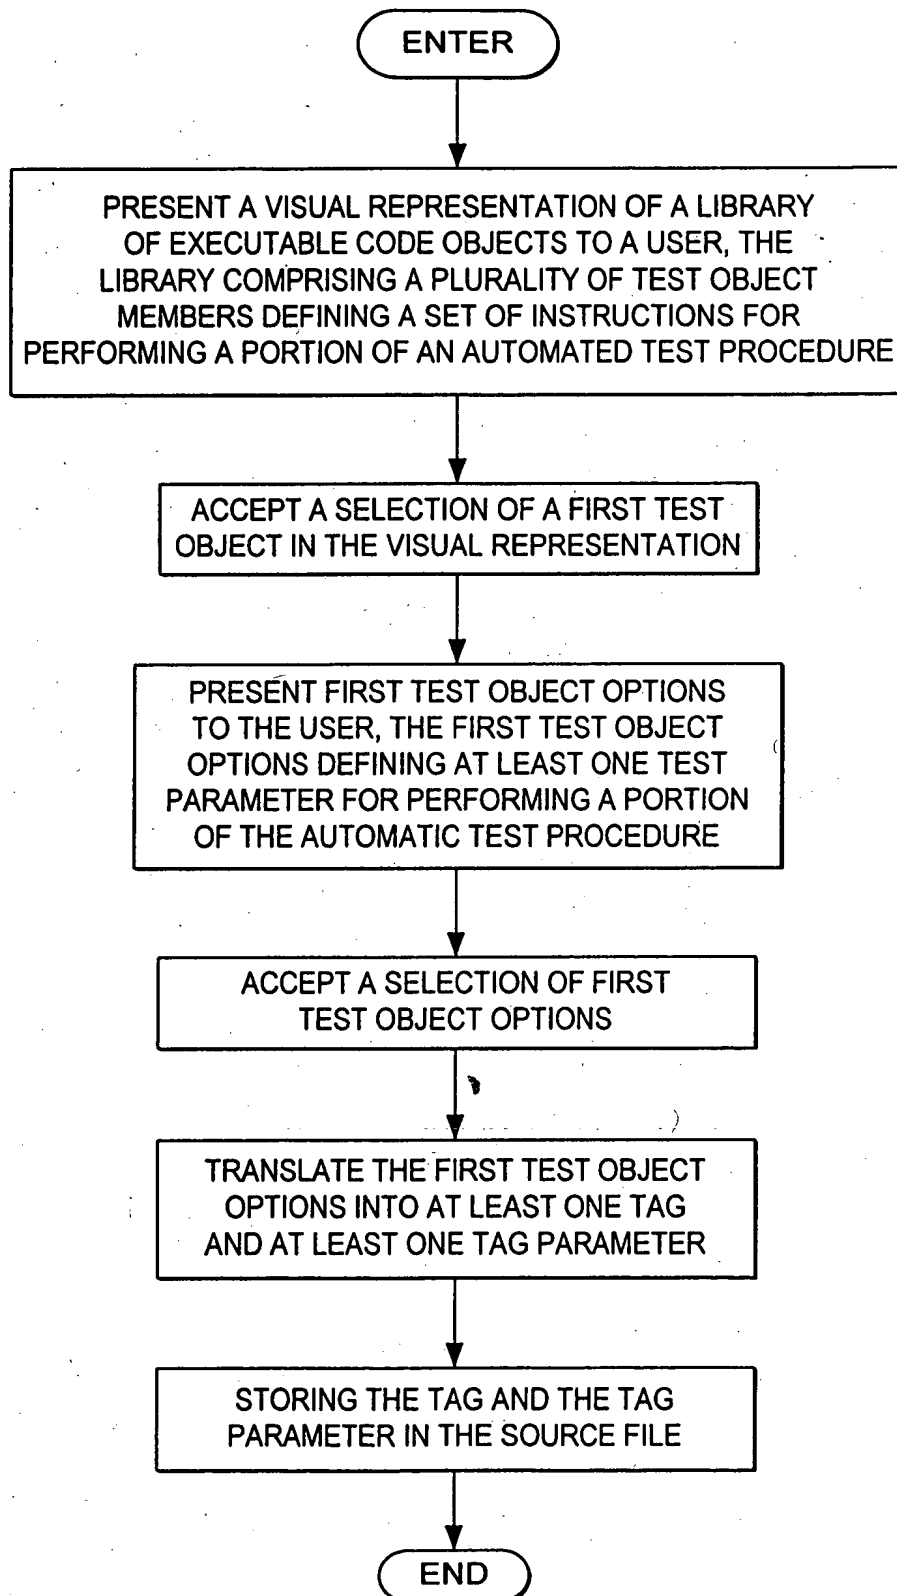 ENTER
PRESENT A VISUAL REPRESENTATION OF A LIBRARY
OF EXECUTABLE CODE OBJECTS TO A USER, THE
LIBRARY COMPRISING A PLURALITY OF TEST OBJECT
MEMBERS DEFINING A SET OF INSTRUCTIONS FOR
PERFORMING A PORTION OF AN AUTOMATED TEST PROCEDURE
ACCEPT A SELECTION OF A FIRST TEST
OBJECT IN THE VISUAL REPRESENTATION
PRESENT FIRST TEST OBJECT OPTIONS
TO THE USER, THE FIRST TEST OBJECT
OPTIONS DEFINING AT LEAST ONE TEST
PARAMETER FOR PERFORMING A PORTION
OF THE AUTOMATIC TEST PROCEDURE
ACCEPT A SELECTION OF FIRST
TEST OBJECT OPTIONS
TRANSLATE THE FIRST TEST OBJECT
OPTIONS INTO AT LEAST ONE TAG
AND AT LEAST ONE TAG PARAMETER
STORING THE TAG AND THE TAG
PARAMETER IN THE SOURCE FILE
END